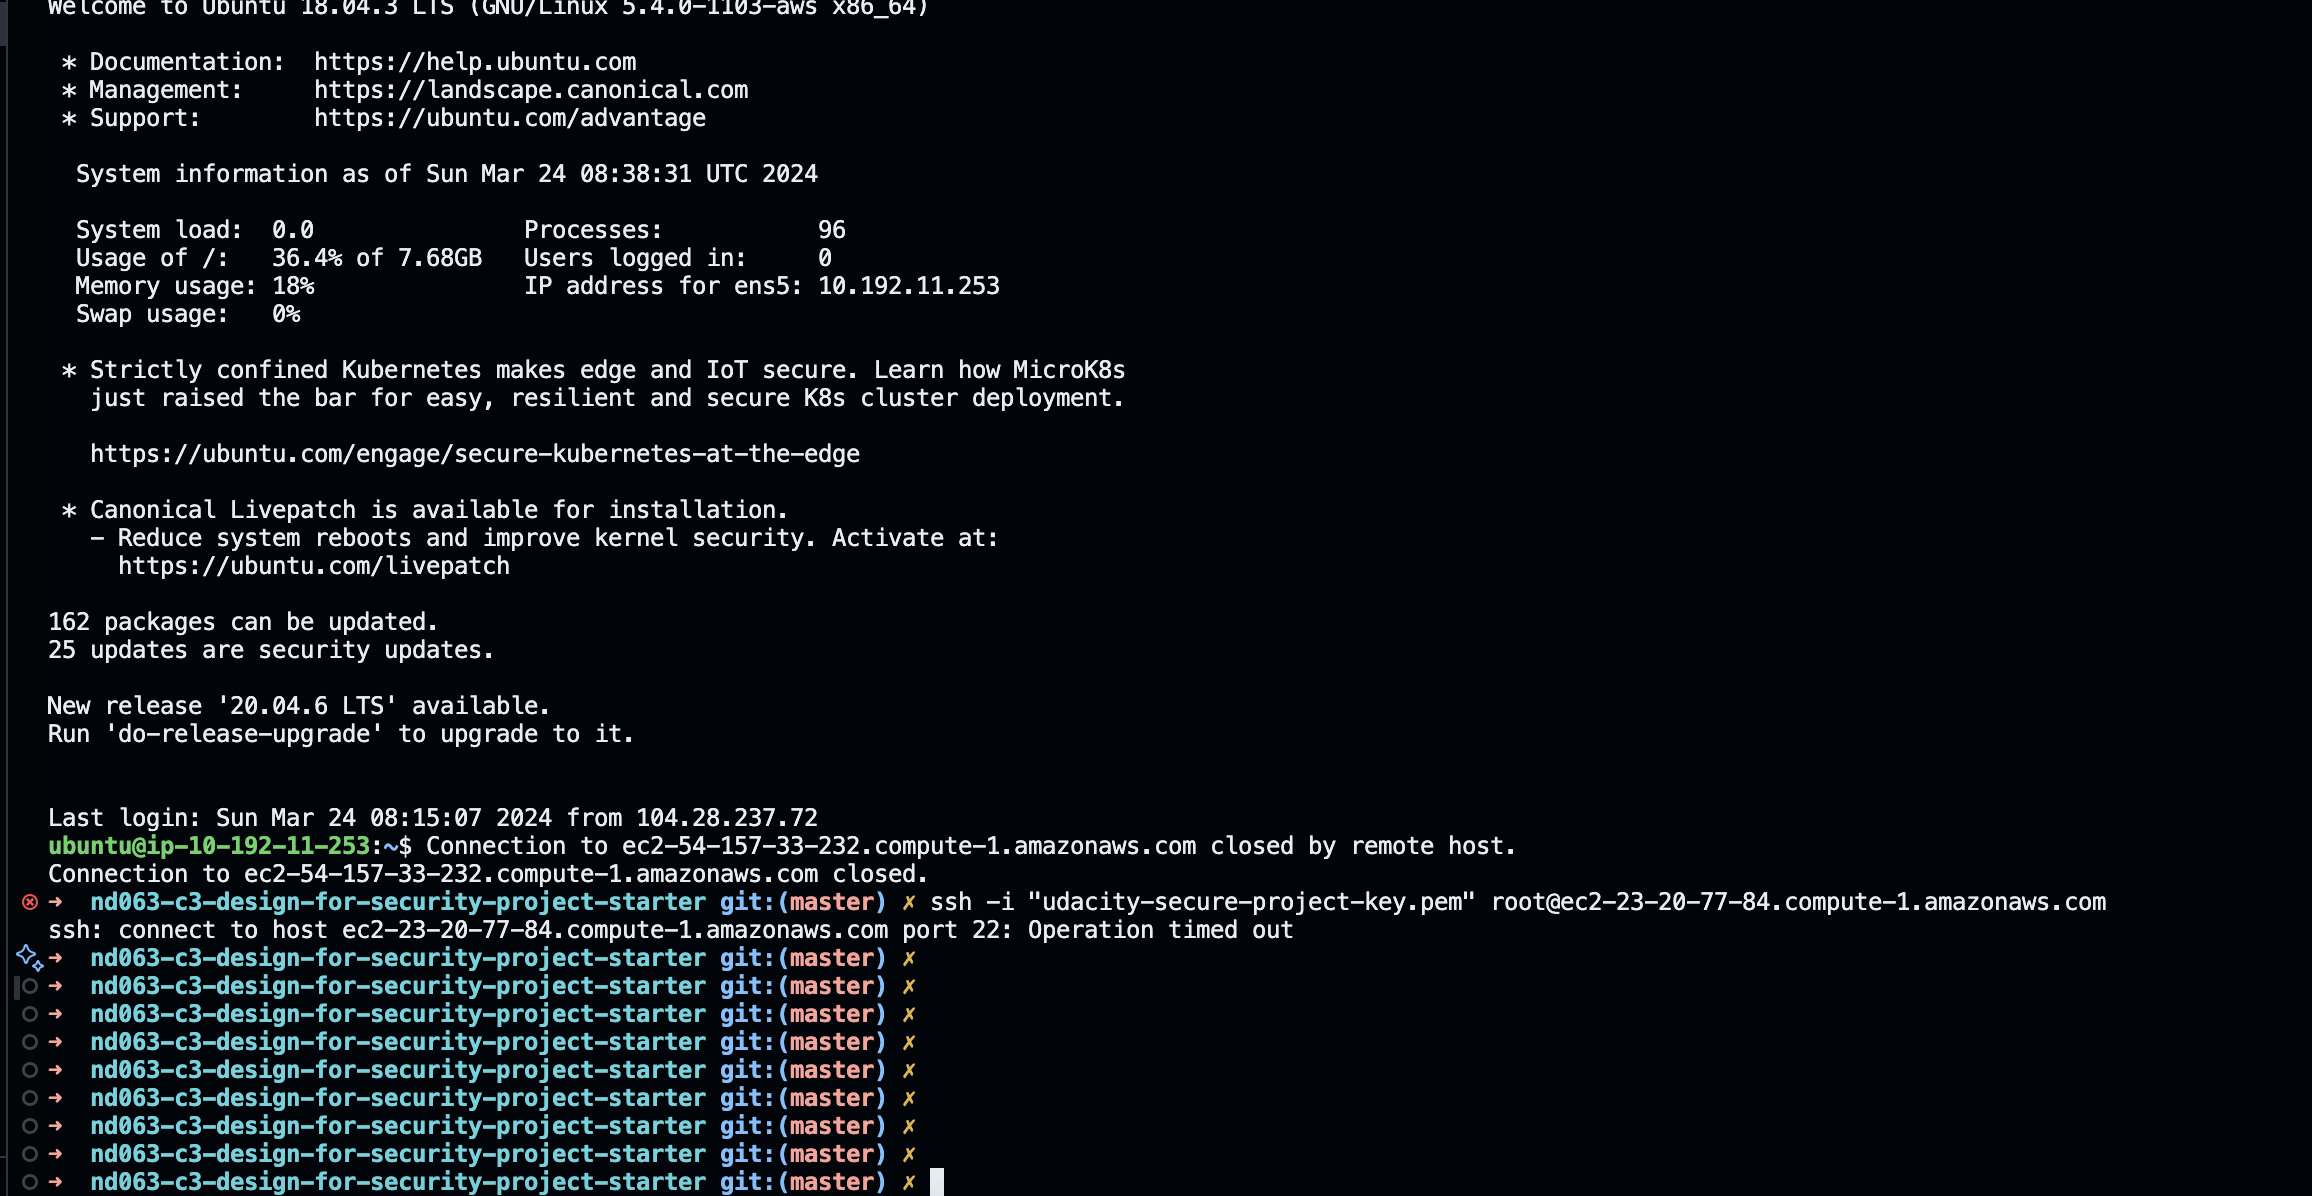 Welcome to Ubuntu 18.04.3 LTS (GNU/Linux 5.4.0-1103-aws x86_64)
* Documentation:  https://help.ubuntu.com
* Management:     https://landscape.canonical.com
* Support:        https://ubuntu.com/advantage
System information as of Sun Mar 24 08:38:31 UTC 2024
System load:  0.0               Processes:           96
Usage of /:   36.4% of 7.68GB   Users logged in:     0
Memory usage: 18%               IP address for ens5: 10.192.11.253
Swap usage:   0%
* Strictly confined Kubernetes makes edge and IoT secure. Learn how MicroK8s
just raised the bar for easy, resilient and secure K8s cluster deployment.
https://ubuntu.com/engage/secure-kubernetes-at-the-edge
* Canonical Livepatch is available for installation.
- Reduce system reboots and improve kernel security. Activate at:
https://ubuntu.com/livepatch
162 packages can be updated.
25 updates are security updates.
New release '20.04.6 LTS' available.
Run 'do-release-upgrade' to upgrade to it.
Last login: Sun Mar 24 08:15:07 2024 from 104.28.237.72
ubuntu@ip-10-192-11-253:~$ Connection to ec2-54-157-33-232.compute-1.amazonaws.com closed by remote host.
Connection to ec2-54-157-33-232.compute-1.amazonaws.com closed.
➜  nd063-c3-design-for-security-project-starter git:(master) ✗ ssh -i "udacity-secure-project-key.pem" root@ec2-23-20-77-84.compute-1.amazonaws.com
ssh: connect to host ec2-23-20-77-84.compute-1.amazonaws.com port 22: Operation timed out
➜  nd063-c3-design-for-security-project-starter git:(master) ✗
➜  nd063-c3-design-for-security-project-starter git:(master) ✗
➜  nd063-c3-design-for-security-project-starter git:(master) ✗
➜  nd063-c3-design-for-security-project-starter git:(master) ✗
➜  nd063-c3-design-for-security-project-starter git:(master) ✗
➜  nd063-c3-design-for-security-project-starter git:(master) ✗
➜  nd063-c3-design-for-security-project-starter git:(master) ✗
➜  nd063-c3-design-for-security-project-starter git:(master) ✗
➜  nd063-c3-design-for-security-project-starter git:(master) ✗